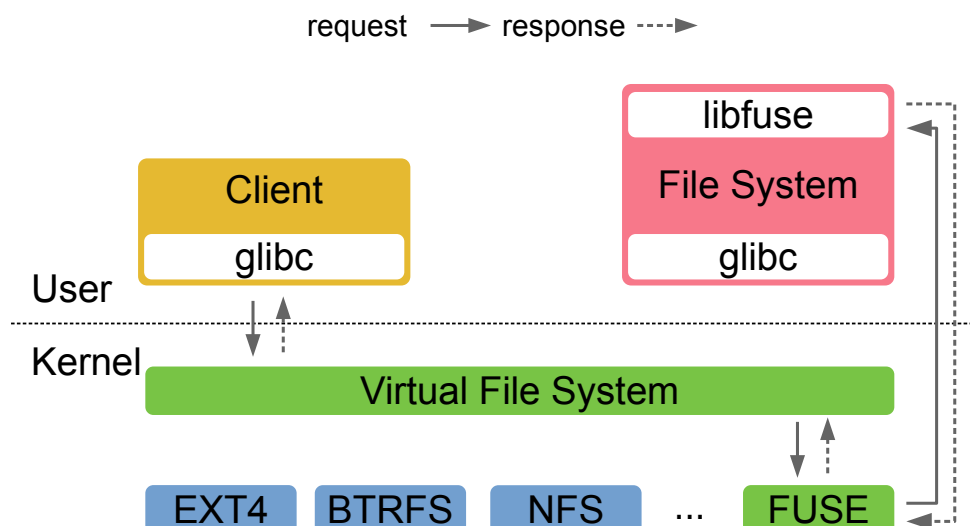 request response
libfuse
Client
File System
glibc
glibc
User
Kernel
Virtual File System
EXT4 BTRFS NFS ... FUSE